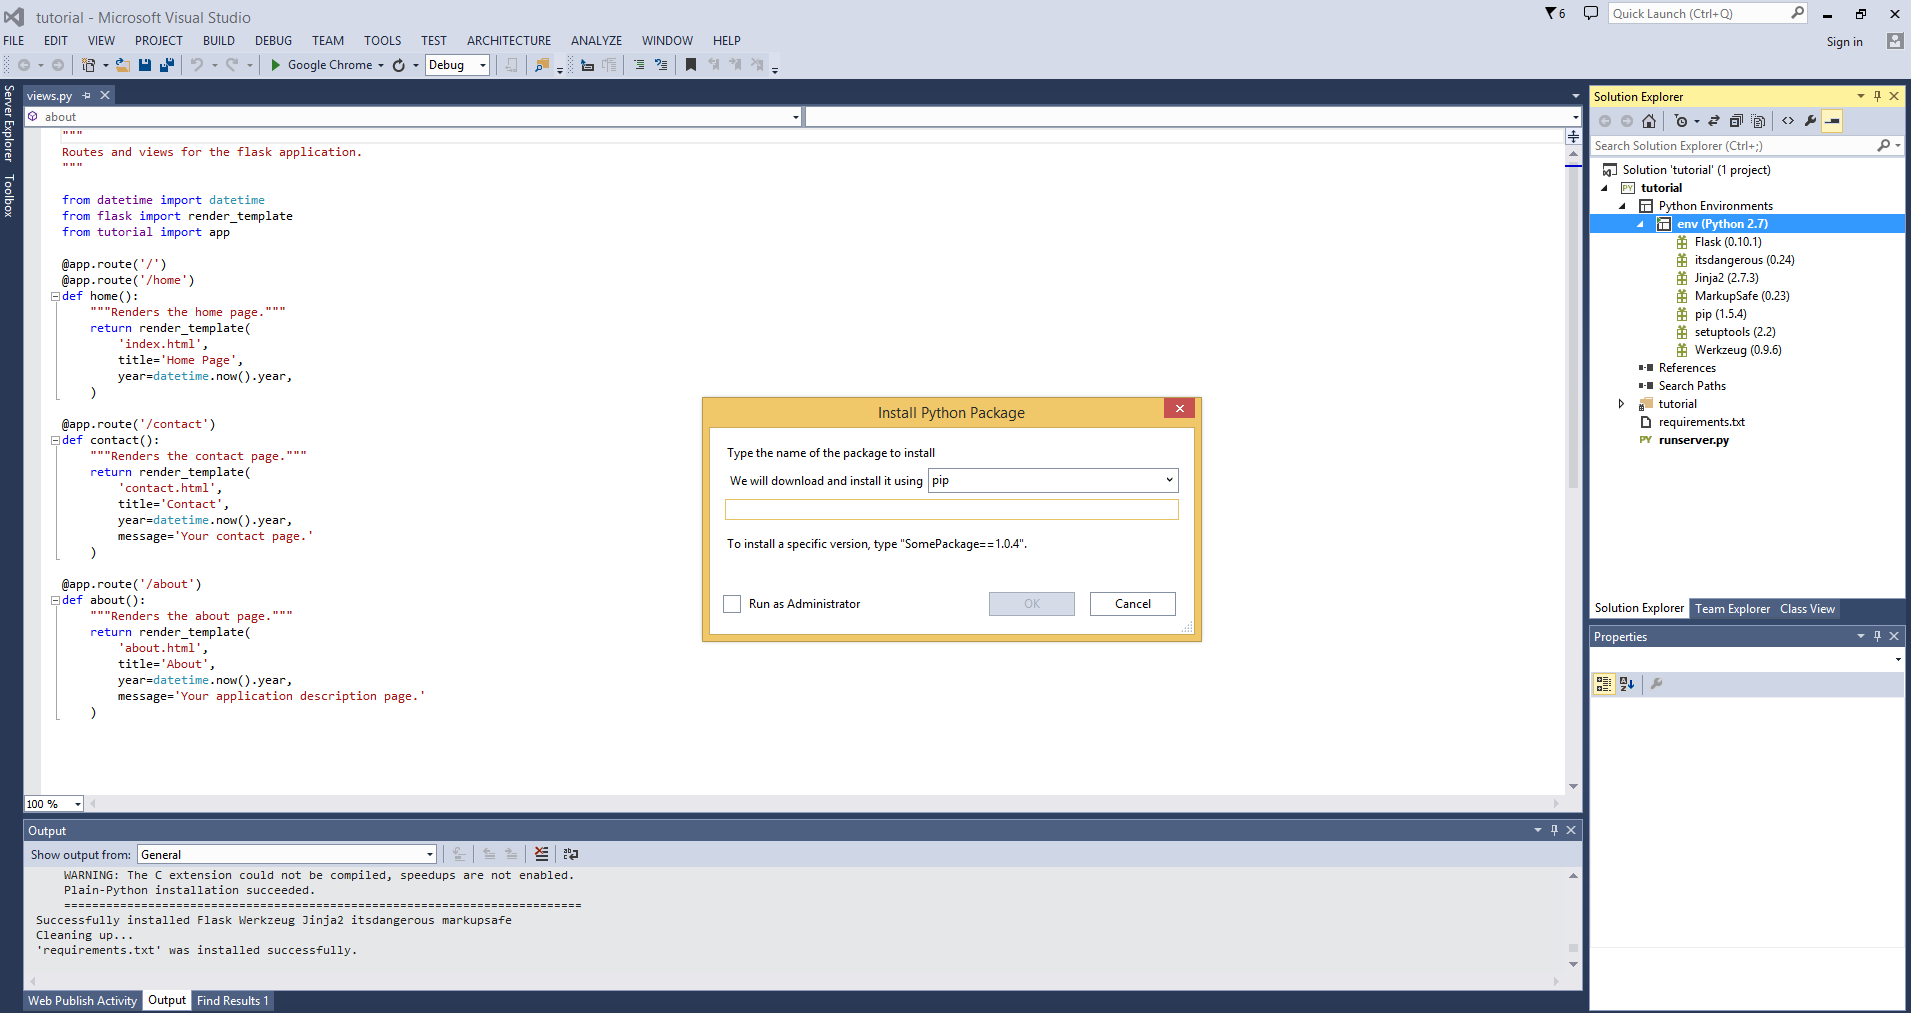 tutorial - Microsoft Visual Studio
6
Quick Launch (Ctrl+Q)
FILE EDIT VIEW PROJECT BUILD DEBUG TEAM TOOLS TEST ARCHITECTURE ANALYZE WINDOW HELP
Sign in
Google Chrome
Debug
Server Explorer
Toolbox
views.py
about
"""
Routes and views for the flask application.
"""
from datetime import datetime
from flask import render_template
from tutorial import app
@app.route('/')
@app.route('/home')
def home():
"""Renders the home page."""
return render_template(
'index.html',
title='Home Page',
year=datetime.now().year,
)
@app.route('/contact')
def contact():
"""Renders the contact page."""
return render_template(
'contact.html',
title='Contact',
year=datetime.now().year,
message='Your contact page.'
)
@app.route('/about')
def about():
"""Renders the about page."""
return render_template(
'about.html',
title='About',
year=datetime.now().year,
message='Your application description page.'
)
100 %
Install Python Package
Type the name of the package to install
We will download and install it using pip
To install a specific version, type "SomePackage==1.0.4".
Run as Administrator
OK
Cancel
Output
Show output from: General
WARNING: The C extension could not be compiled, speedups are not enabled.
Plain-Python installation succeeded.
==========================================================================
Successfully installed Flask Werkzeug Jinja2 itsdangerous markupsafe
Cleaning up...
'requirements.txt' was installed successfully.
Web Publish Activity Output Find Results 1
Solution Explorer
Search Solution Explorer (Ctrl+;)
Solution 'tutorial' (1 project)
PY tutorial
Python Environments
env (Python 2.7)
Flask (0.10.1)
itsdangerous (0.24)
Jinja2 (2.7.3)
MarkupSafe (0.23)
pip (1.5.4)
setuptools (2.2)
Werkzeug (0.9.6)
References
Search Paths
tutorial
requirements.txt
PY runserver.py
Solution Explorer Team Explorer Class View
Properties